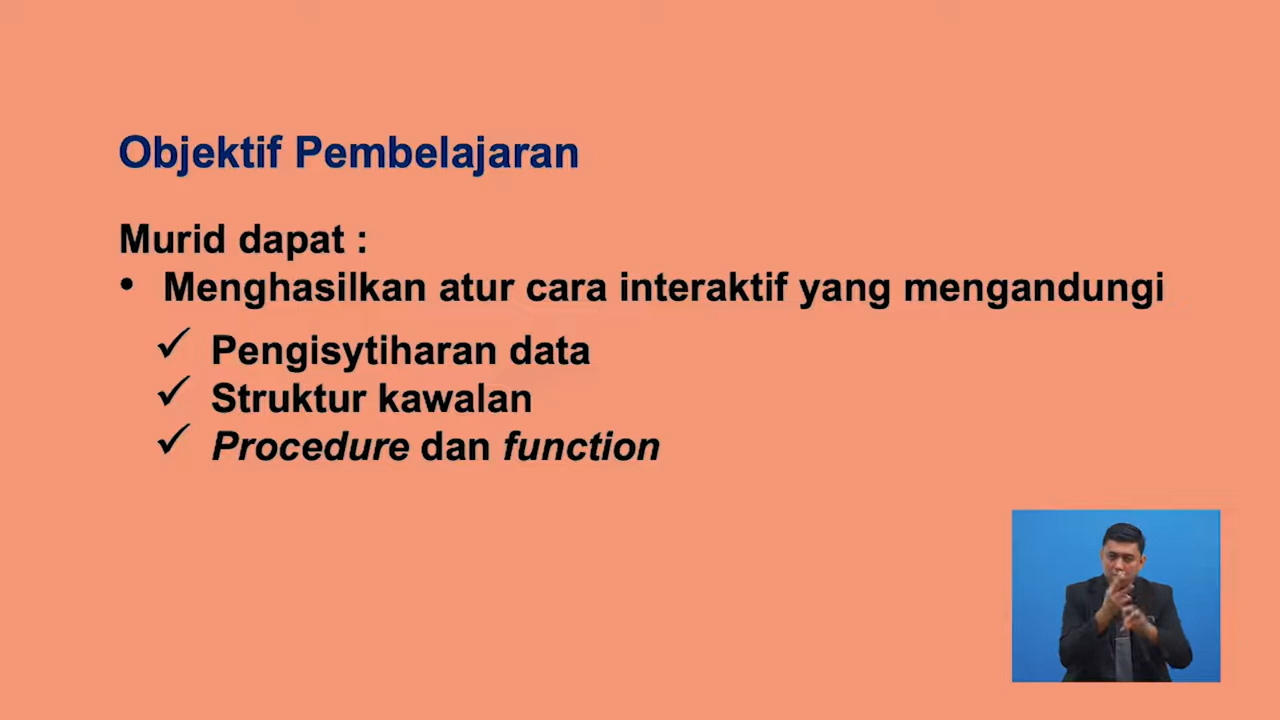 Objektif Pembelajaran
Murid dapat :
• Menghasilkan atur cara interaktif yang mengandungi
✓ Pengisytiharan data
✓ Struktur kawalan
✓ Procedure dan function